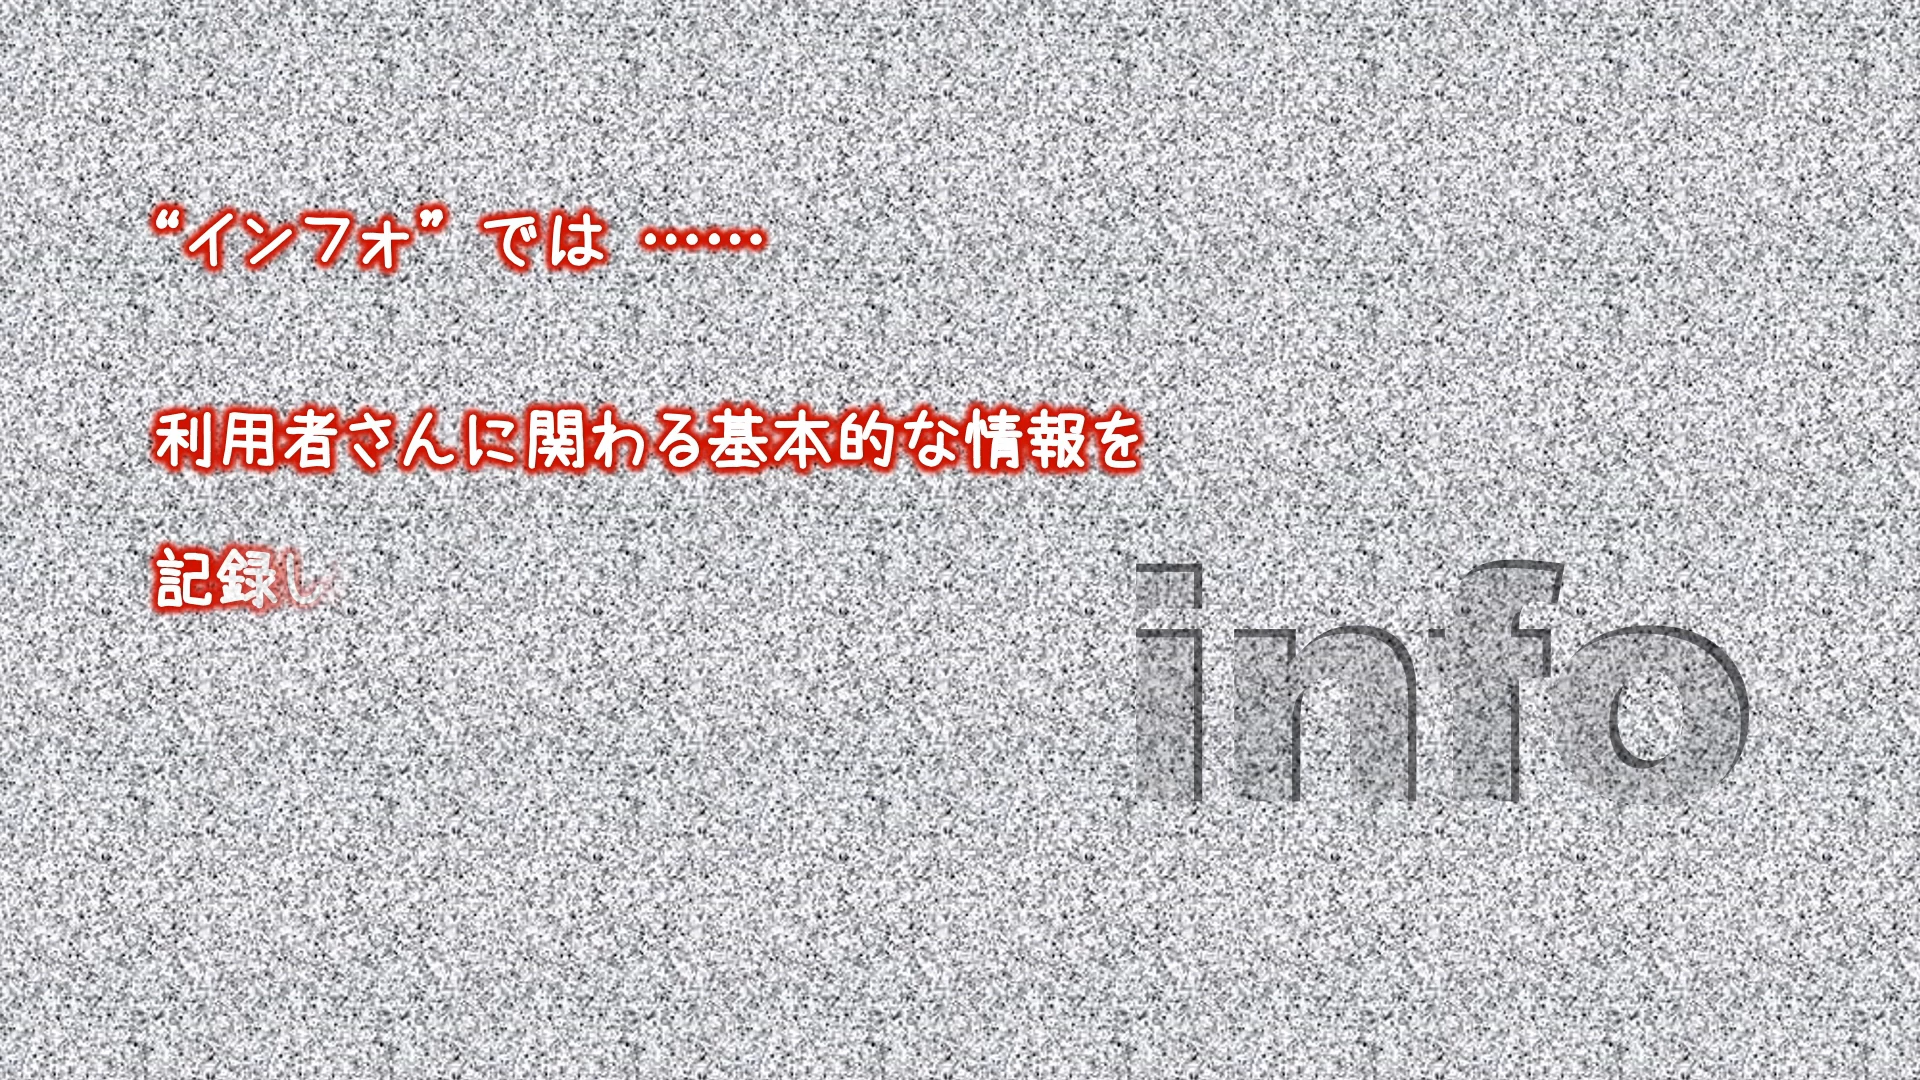 “インフォ” では ……
利用者さんに関わる基本的な情報を
記録し
info